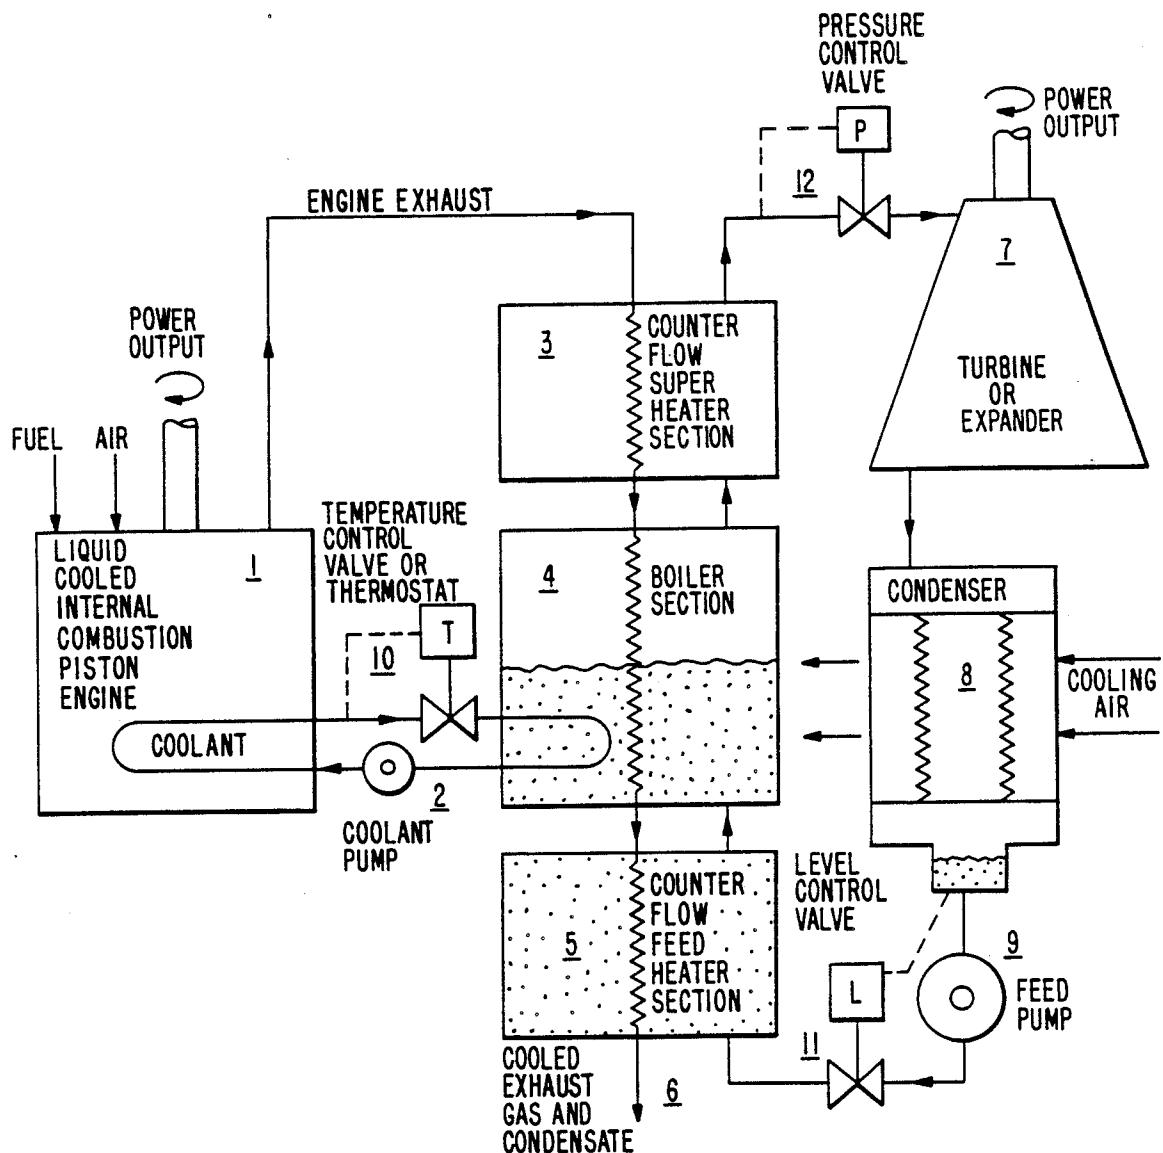 PRESSURE
CONTROL
VALVE
P
12
POWER
OUTPUT
7
TURBINE
OR
EXPANDER
ENGINE EXHAUST
POWER
OUTPUT
FUEL
AIR
3
COUNTER
FLOW
SUPER
HEATER
SECTION
LIQUID
COOLED
INTERNAL
COMBUSTION
PISTON
ENGINE
1
COOLANT
TEMPERATURE
CONTROL
VALVE OR
THERMOSTAT
T
10
2
COOLANT
PUMP
4
BOILER
SECTION
CONDENSER
8
COOLING
AIR
5
COUNTER
FLOW
FEED
HEATER
SECTION
LEVEL
CONTROL
VALVE
L
11
9
FEED
PUMP
COOLED
EXHAUST
GAS AND
CONDENSATE
6